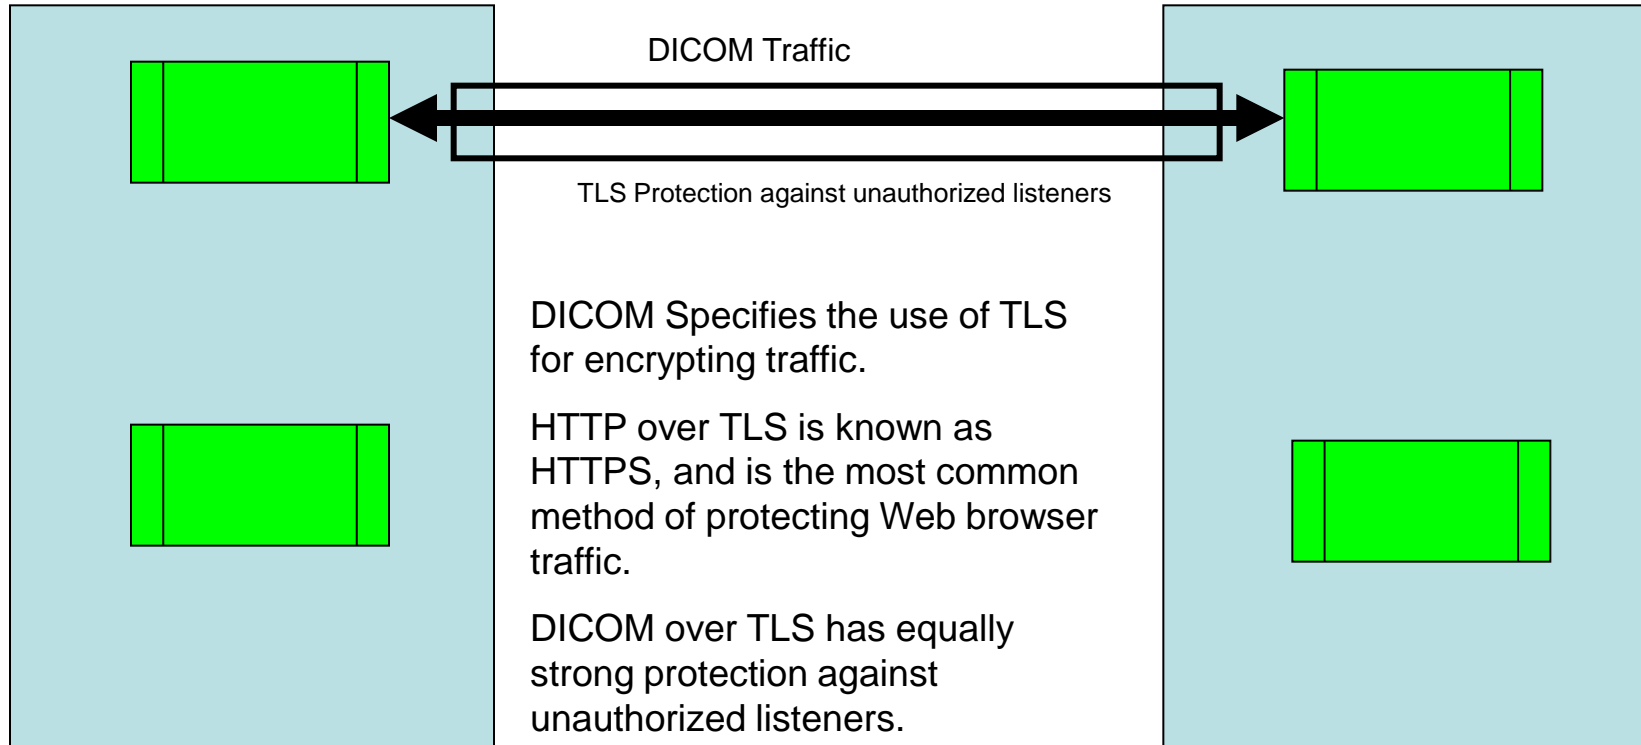 DICOM Traffic
TLS Protection against unauthorized listeners
DICOM Specifies the use of TLS
for encrypting traffic.
HTTP over TLS is known as
HTTPS, and is the most common
method of protecting Web browser
traffic.
DICOM over TLS has equally
strong protection against
unauthorized listeners.